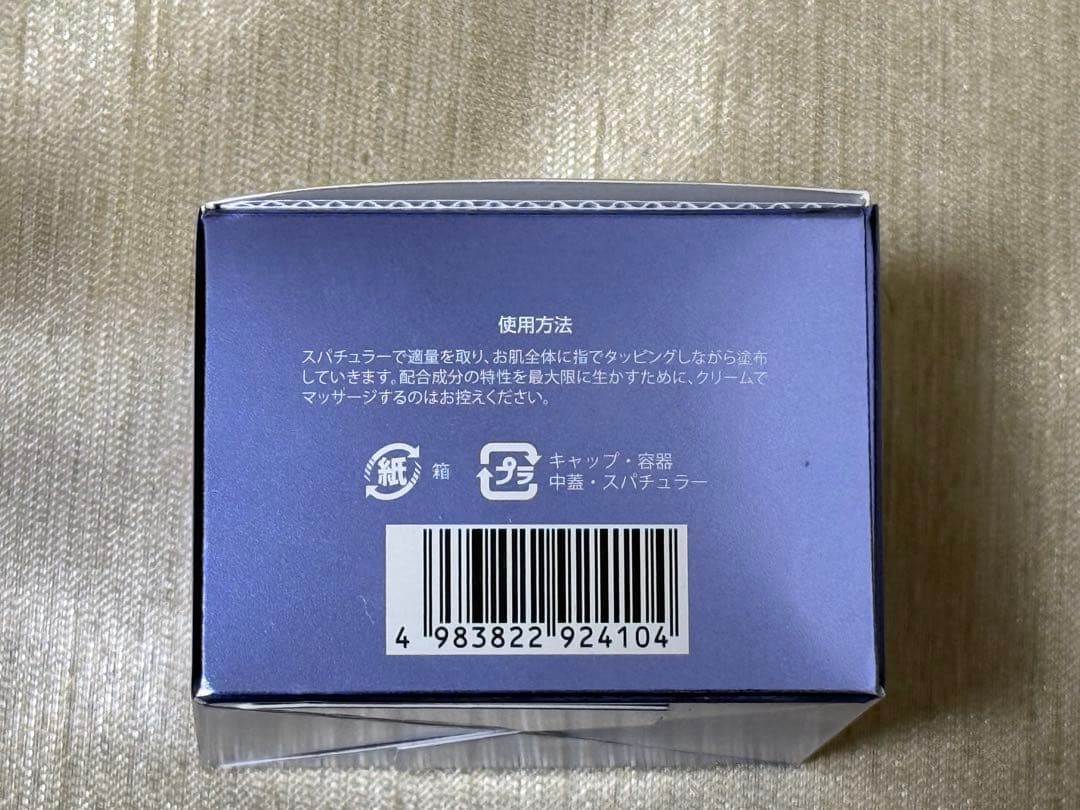 使用方法
スパチュラーで適量を取り、お肌全体に指でタッピングしながら塗布
していきます。配合成分の特性を最大限に生かすために、クリームで
マッサージするのはお控えください。
紙 箱
プラ キャップ・容器
中蓋・スパチュラー
4 983822 924104